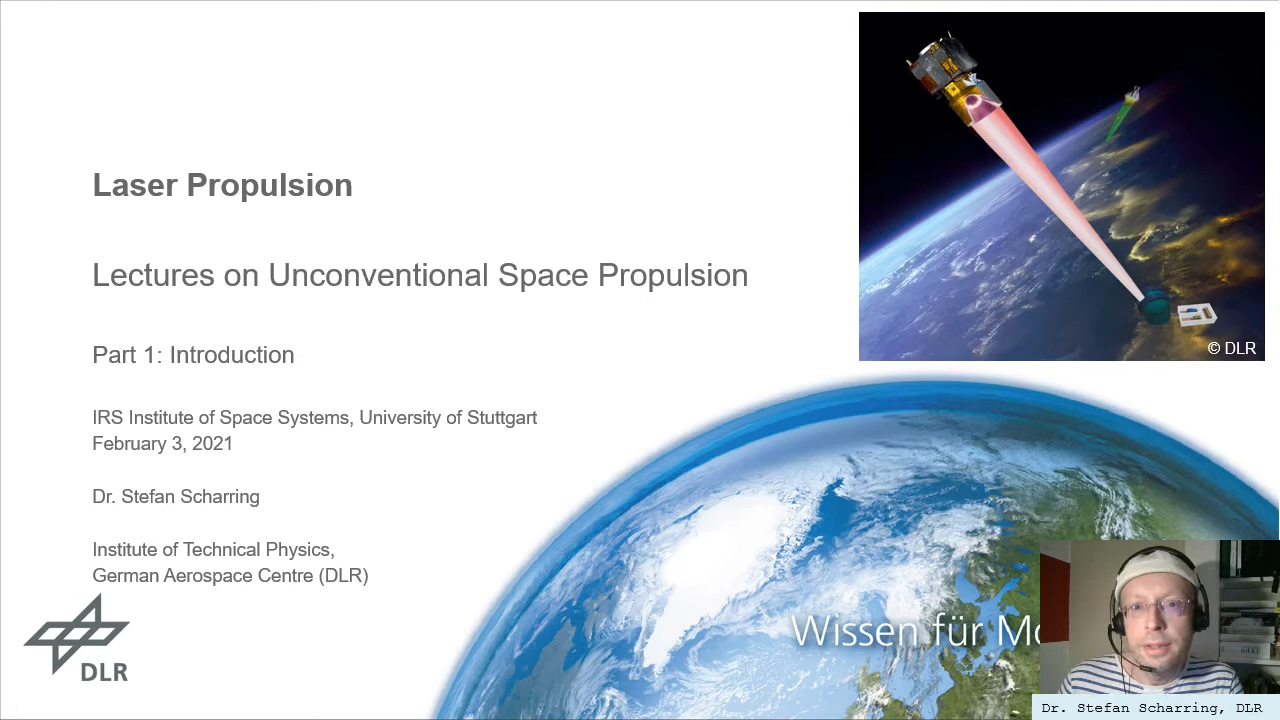 Laser Propulsion
Lectures on Unconventional Space Propulsion
Part 1: Introduction
IRS Institute of Space Systems, University of Stuttgart
February 3, 2021
Dr. Stefan Scharring
Institute of Technical Physics,
German Aerospace Centre (DLR)
DLR
© DLR
Wissen für Mo
Dr. Stefan Scharring, DLR